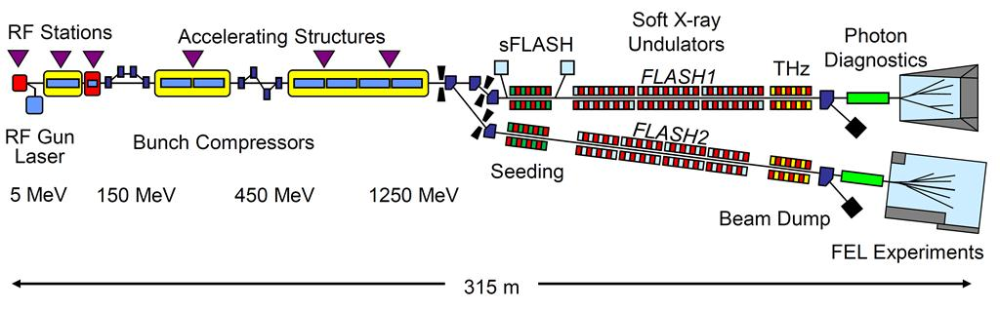 RF Stations
Accelerating Structures
sFLASH
Soft X-ray
Undulators
FLASH1
THz
Photon
Diagnostics
RF Gun
Laser
Bunch Compressors
FLASH2
Seeding
5 MeV
150 MeV
450 MeV
1250 MeV
Beam Dump
FEL Experiments
315 m